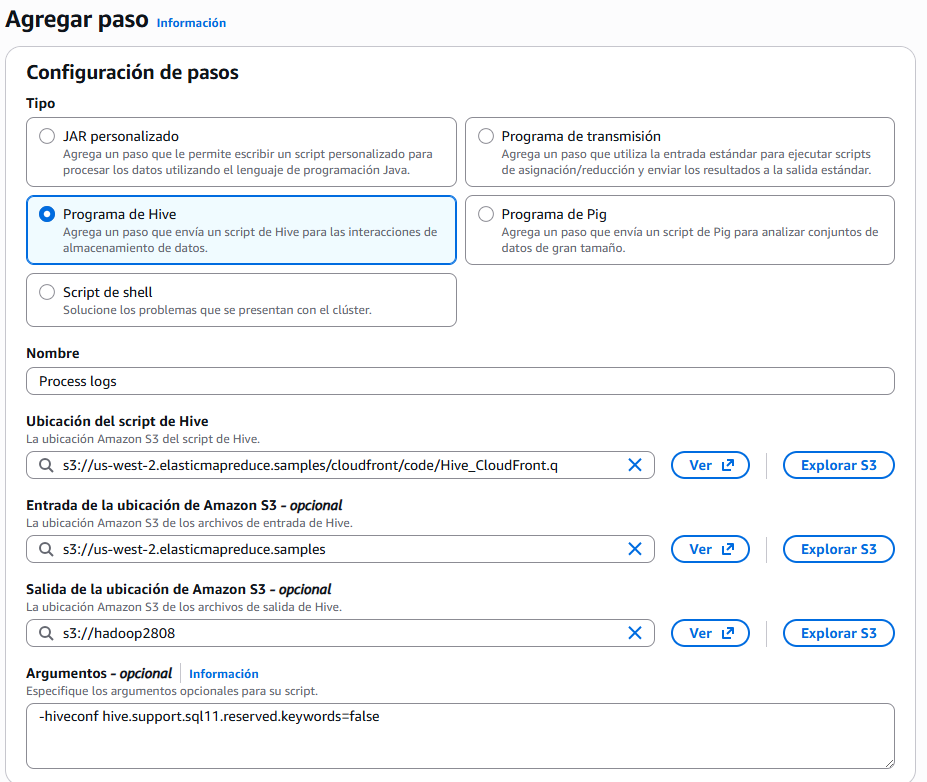 Agregar paso Información
Configuración de pasos
Tipo
JAR personalizado
Agrega un paso que le permite escribir un script personalizado para
procesar los datos utilizando el lenguaje de programación Java.
Programa de transmisión
Agrega un paso que utiliza la entrada estándar para ejecutar scripts
de asignación/reducción y enviar los resultados a la salida estándar.
Programa de Hive
Agrega un paso que envía un script de Hive para las interacciones de
almacenamiento de datos.
Programa de Pig
Agrega un paso que envía un script de Pig para analizar conjuntos de
datos de gran tamaño.
Script de shell
Solucione los problemas que se presentan con el clúster.
Nombre
Process logs
Ubicación del script de Hive
La ubicación Amazon S3 del script de Hive.
s3://us-west-2.elasticmapreduce.samples/cloudfront/code/Hive_CloudFront.q
Ver
Explorar S3
Entrada de la ubicación de Amazon S3 - opcional
La ubicación Amazon S3 de los archivos de entrada de Hive.
s3://us-west-2.elasticmapreduce.samples
Ver
Explorar S3
Salida de la ubicación de Amazon S3 - opcional
La ubicación Amazon S3 de los archivos de salida de Hive.
s3://hadoop2808
Ver
Explorar S3
Argumentos - opcional Información
Especifique los argumentos opcionales para su script.
-hiveconf hive.support.sql11.reserved.keywords=false